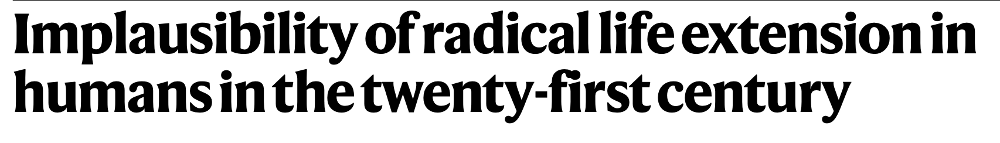 Implausibility of radical life extension in
humans in the twenty-first century